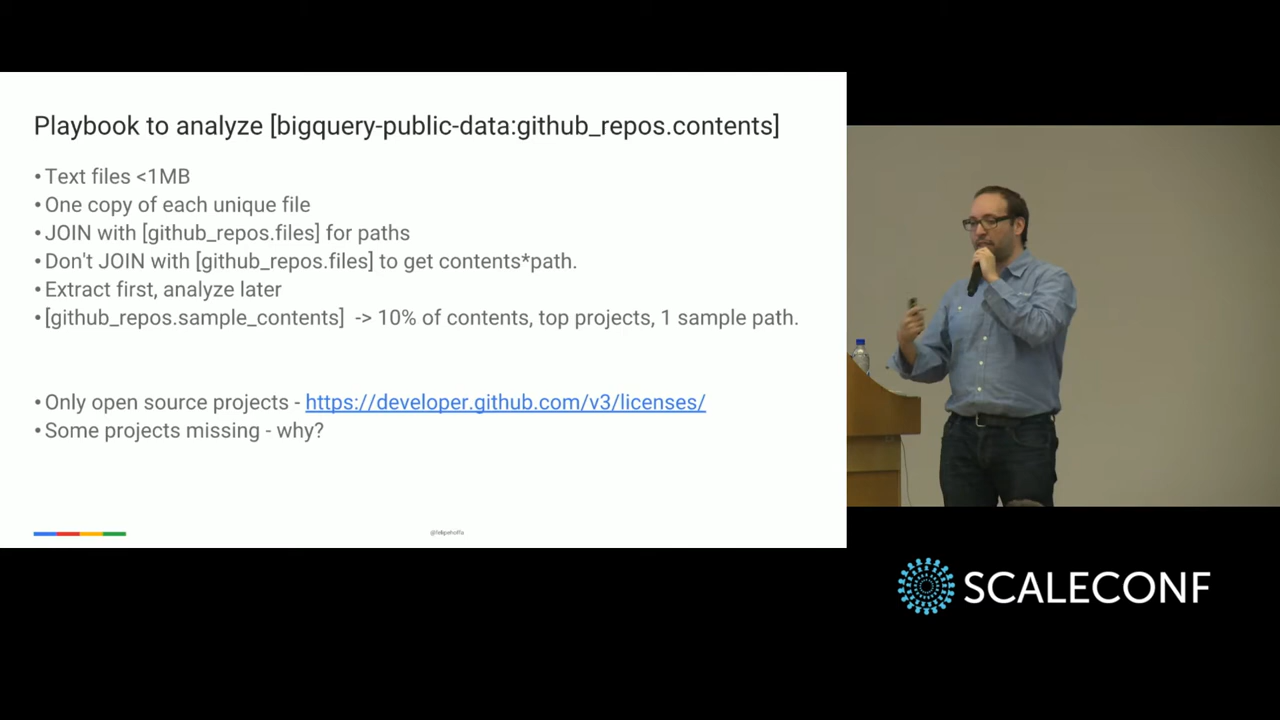 Playbook to analyze [bigquery-public-data:github_repos.contents]
• Text files <1MB
• One copy of each unique file
• JOIN with [github_repos.files] for paths
• Don't JOIN with [github_repos.files] to get contents*path.
• Extract first, analyze later
• [github_repos.sample_contents]  -> 10% of contents, top projects, 1 sample path.
• Only open source projects - https://developer.github.com/v3/licenses/
• Some projects missing - why?
@felipehoffa
SCALECONF